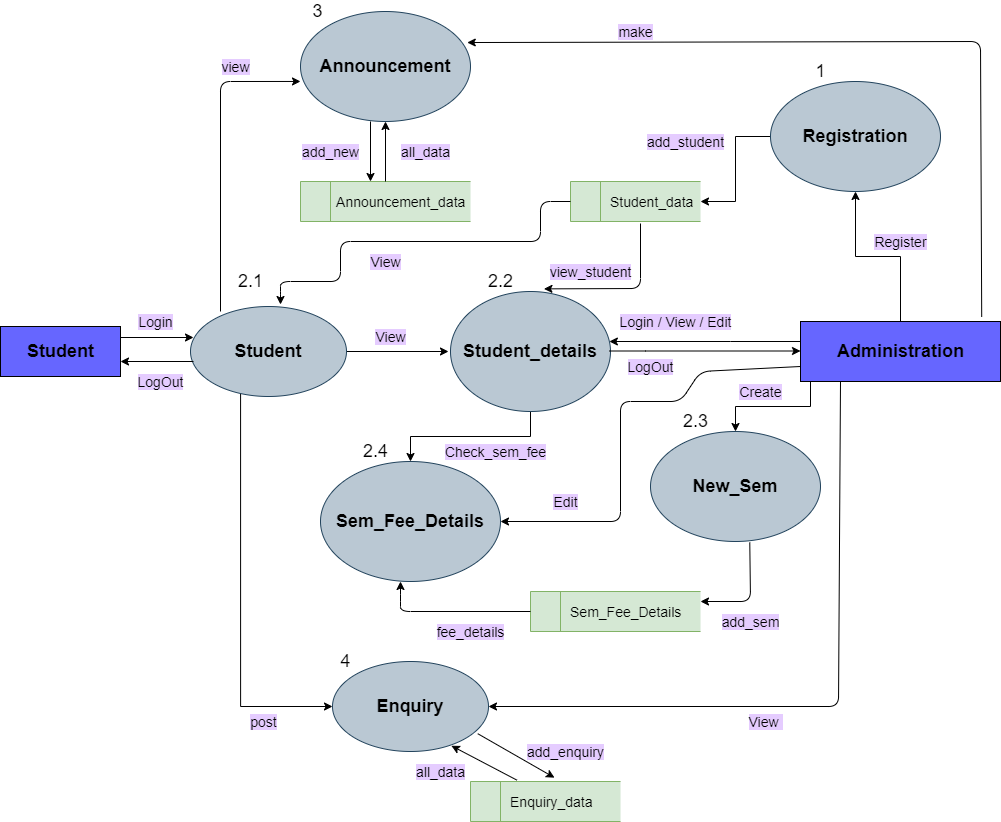 3
make
Announcement
view
1
Registration
add_student
add_new
all_data
Announcement_data
Student_data
Register
View
view_student
2.1
2.2
Login
Login / View / Edit
View
Student
Student
Student_details
Administration
LogOut
LogOut
Create
2.3
2.4
Check_sem_fee
New_Sem
Edit
Sem_Fee_Details
Sem_Fee_Details
add_sem
fee_details
4
Enquiry
post
View
add_enquiry
all_data
Enquiry_data